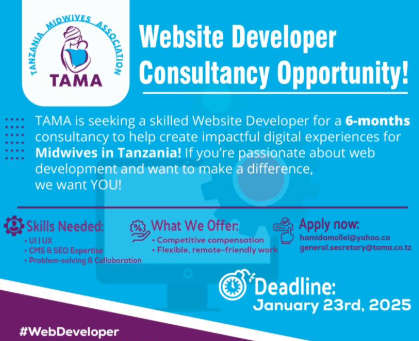 TANZANIA MIDWIVES ASSOCIATION
TAMA
Website Developer
Consultancy Opportunity!
TAMA is seeking a skilled Website Developer for a 6-months
consultancy to help create impactful digital experiences for
Midwives in Tanzania! If you're passionate about web
development and want to make a difference,
we want YOU!
Skills Needed:
• UI|UX
• CMS & SEO Expertise
• Problem-solving & Collaboration
What We Offer:
• Competitive compensation
• Flexible, remote-friendly work
Apply now:
hamidamollel@yahoo.co
general.secretary@tama.co.tz
Deadline:
January 23rd, 2025
#WebDeveloper